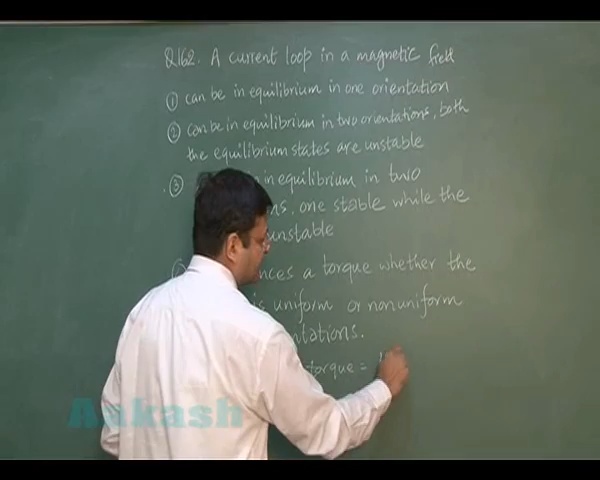 Q162. A current loop in a magnetic field
① can be in equilibrium in one orientation
② can be in equilibrium in two orientations, both
the equilibrium states are unstable
③ in equilibrium in two
ns, one stable while the
unstable
nces a torque whether the
is uniform or nonuniform
ntations.
torque =
Aakash